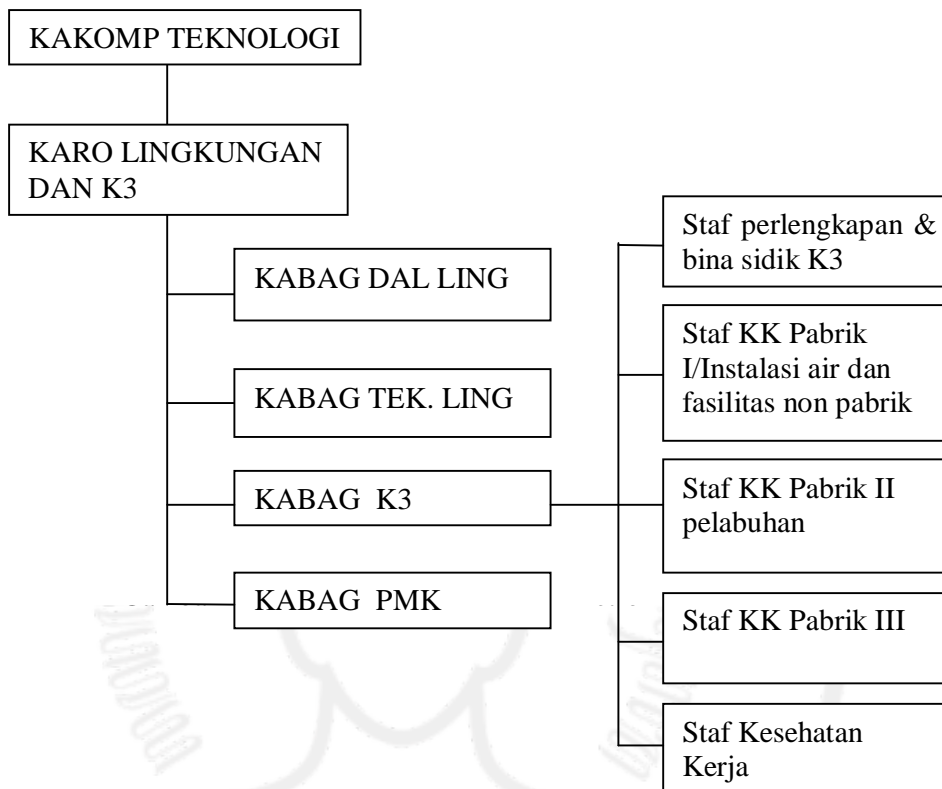 KAKOMP TEKNOLOGI
KARO LINGKUNGAN
DAN K3
KABAG DAL LING
KABAG TEK. LING
KABAG K3
KABAG PMK
Staf perlengkapan &
bina sidik K3
Staf KK Pabrik
I/Instalasi air dan
fasilitas non pabrik
Staf KK Pabrik II
pelabuhan
Staf KK Pabrik III
Staf Kesehatan
Kerja